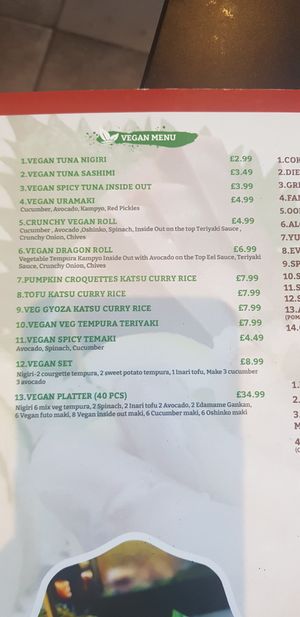 VEGAN MENU
1.VEGAN TUNA NIGIRI £2.99
2.VEGAN TUNA SASHIMI £3.49
3.VEGAN SPICY TUNA INSIDE OUT £3.99
4.VEGAN URAMAKI £4.99
Cucumber, Avocado, Kampyo, Red Pickles
5.CRUNCHY VEGAN ROLL £4.99
Cucumber , Avocado ,Oshinko, Spinach, Inside Out on the top Teriyaki Sauce ,
Crunchy Onion, Chives
6.VEGAN DRAGON ROLL £6.99
Vegetable Tempura Kampyo Inside Out with Avocado on the Top Eel Sauce, Teriyaki
Sauce, Crunchy Onion, Chives
7.PUMPKIN CROQUETTES KATSU CURRY RICE £7.99
8.TOFU KATSU CURRY RICE £7.99
9.VEG GYOZA KATSU CURRY RICE £7.99
10.VEGAN VEG TEMPURA TERIYAKI £7.99
11.VEGAN SPICY TEMAKI £4.49
Avocado, Spinach, Cucumber
12.VEGAN SET £8.99
Nigiri-2 courgette tempura, 2 sweet potato tempura, 1 Inari tofu, Make 3 cucumber
3 avocado
13.VEGAN PLATTER (40 PCS) £34.99
Nigiri 6 mix veg tempura, 2 Spinach, 2 Inari tofu 2 Avocado, 2 Edamame Gankan,
6 Vegan futo maki, 8 Vegan inside out maki, 6 Cucumber maki, 6 Oshinko maki